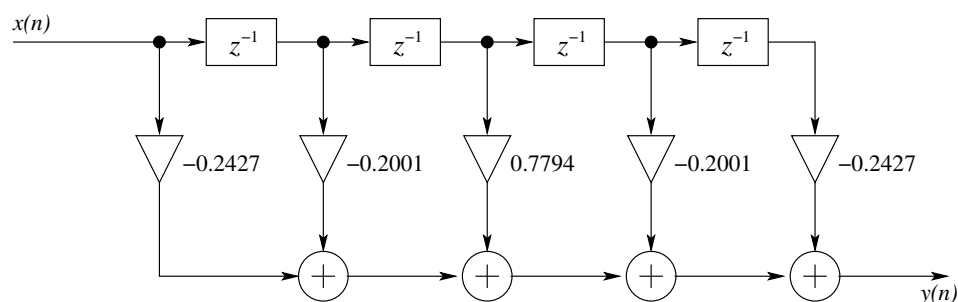 x(n)
z⁻¹ z⁻¹ z⁻¹ z⁻¹
−0.2427 −0.2001 0.7794 −0.2001 −0.2427
+ + + +
y(n)